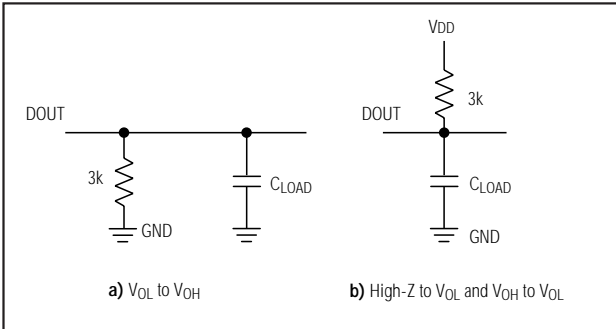 VDD
3k
DOUT
DOUT
3k
CLOAD
CLOAD
GND
GND
a) VOL to VOH
b) High-Z to VOL and VOH to VOL